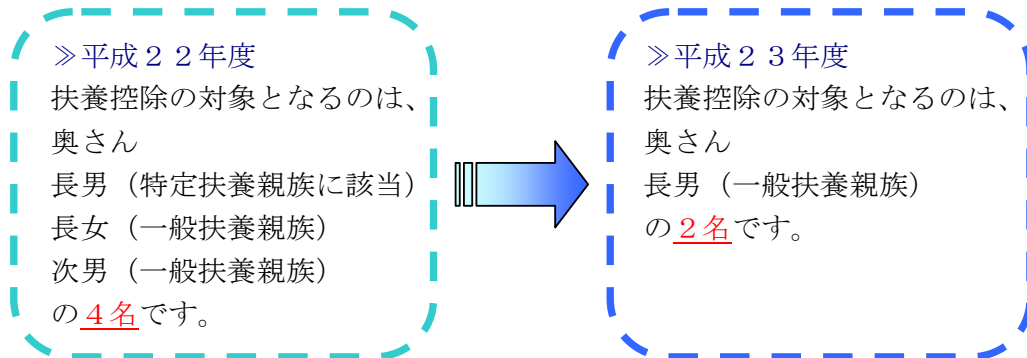 ≫平成２２年度
扶養控除の対象となるのは、
奥さん
長男（特定扶養親族に該当）
長女（一般扶養親族）
次男（一般扶養親族）
の４名です。
≫平成２３年度
扶養控除の対象となるのは、
奥さん
長男（一般扶養親族）
の２名です。